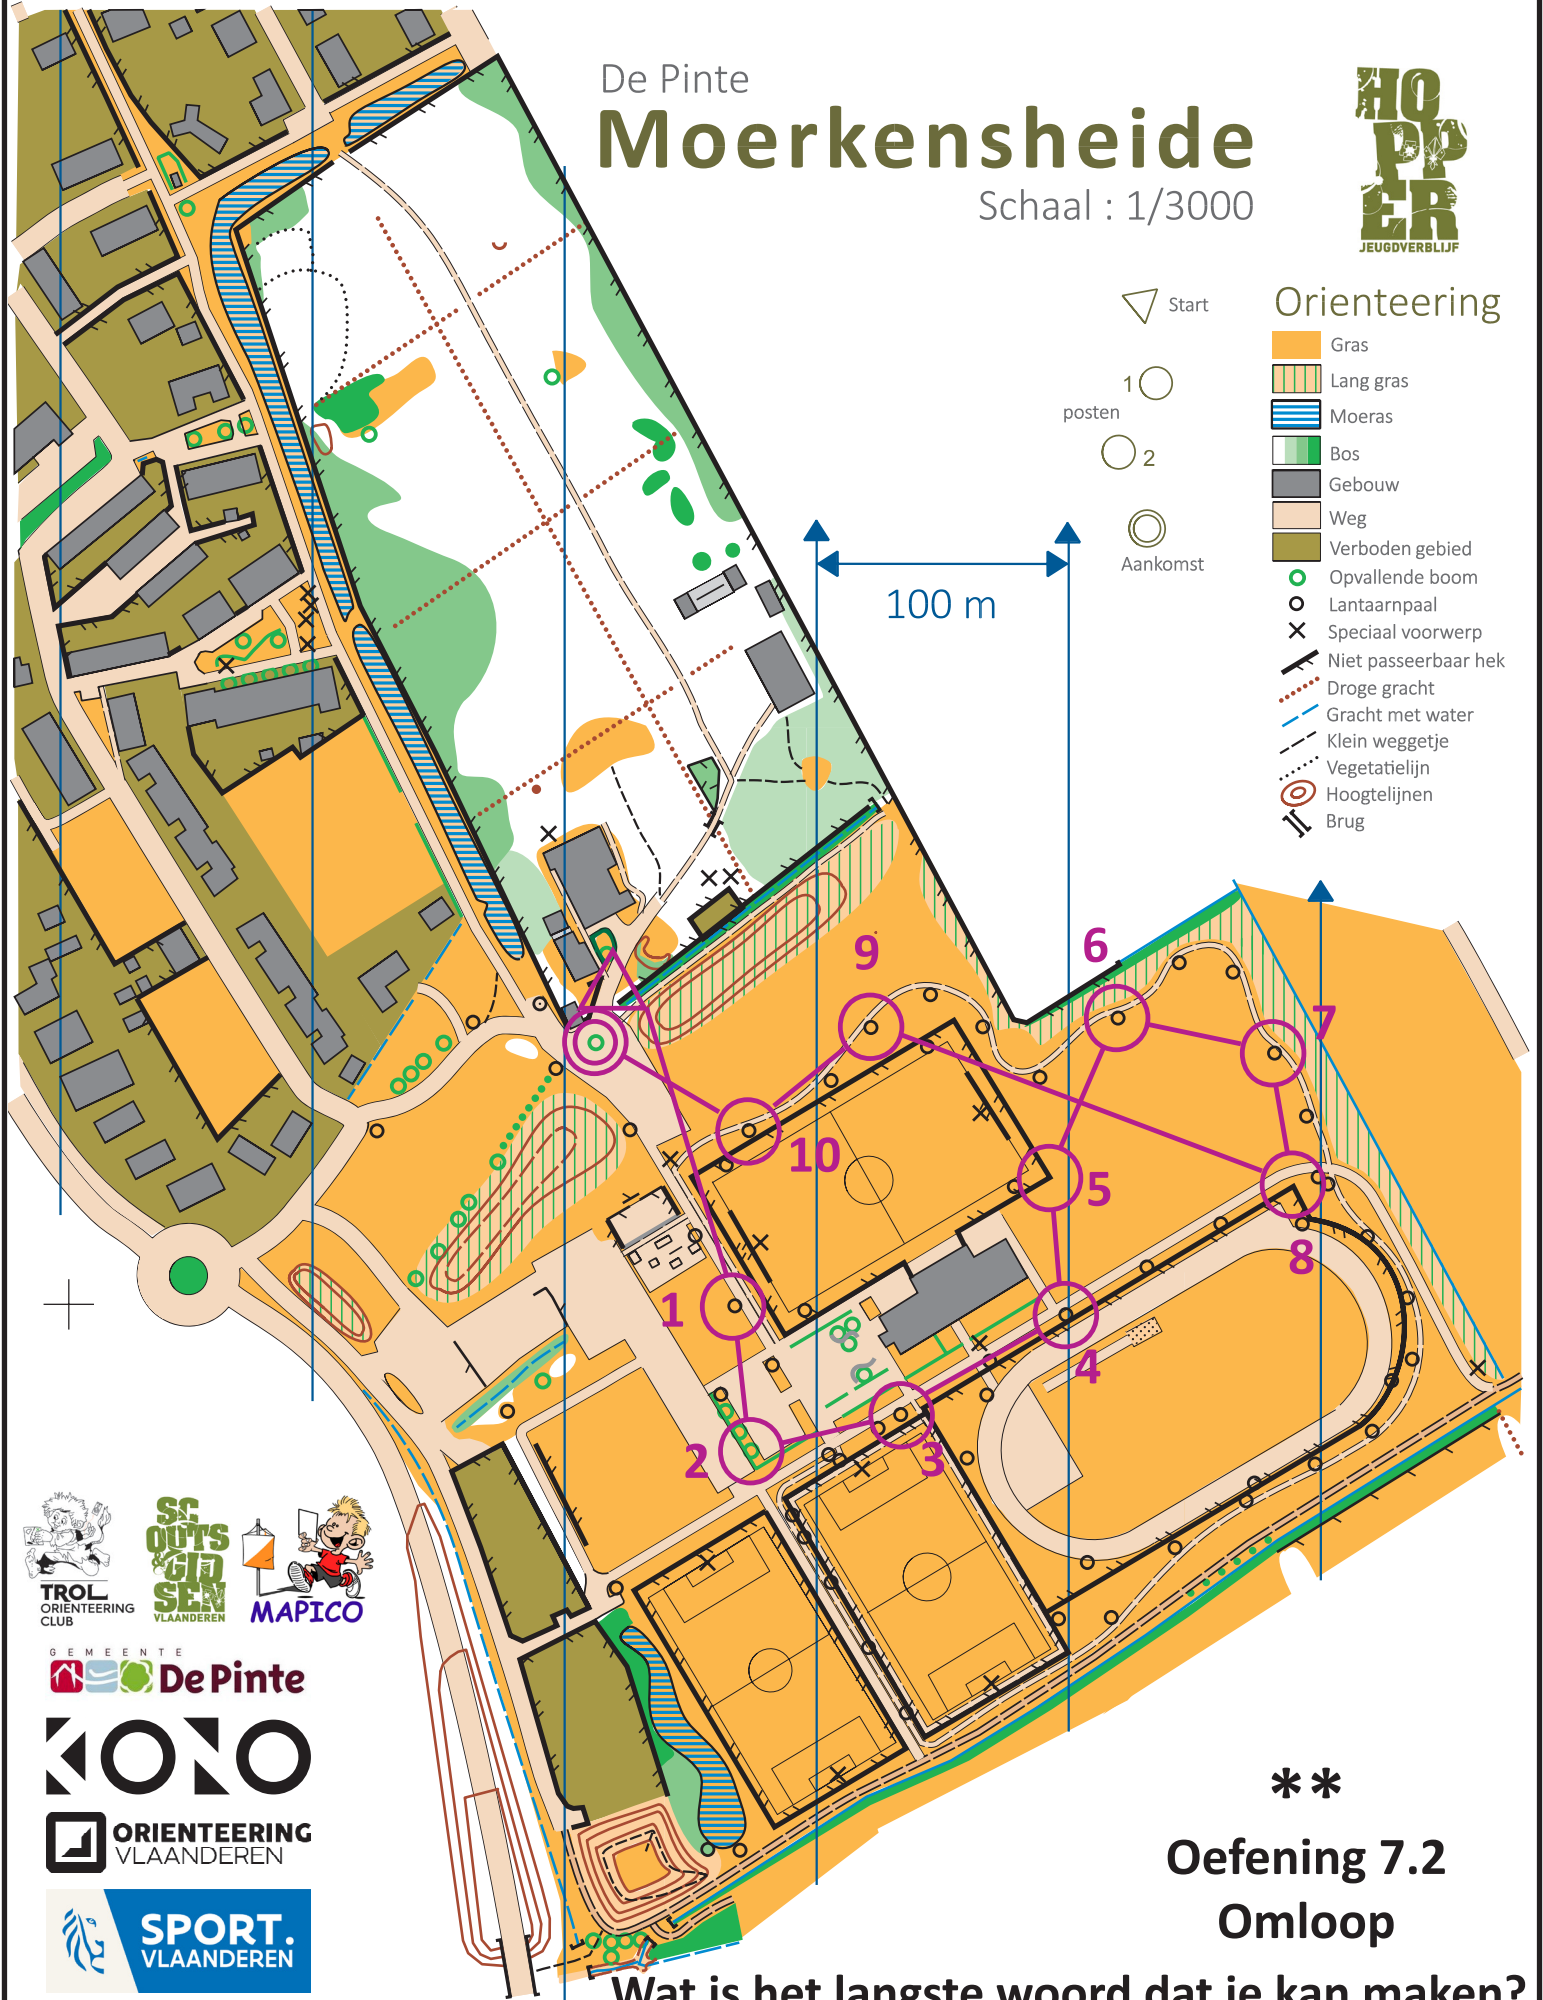 De Pinte
Moerkensheide
Schaal : 1/3000
HOPPER
JEUGDVERBLIJF
Start
1
posten
2
Aankomst
Orienteering
Gras
Lang gras
Moeras
Bos
Gebouw
Weg
Verboden gebied
Opvallende boom
Lantaarnpaal
Speciaal voorwerp
Niet passeerbaar hek
Droge gracht
Gracht met water
Klein weggetje
Vegetatielijn
Hoogtelijnen
Brug
100 m
9
6
7
10
5
8
1
4
2
3
TROL
ORIENTEERING
CLUB
SCOUTS
& GIDSEN
VLAANDEREN
MAPICO
GEMEENTE
De Pinte
KONO
ORIENTEERING
VLAANDEREN
SPORT.
VLAANDEREN
**
Oefening 7.2
Omloop
Wat is het langste woord dat je kan maken?